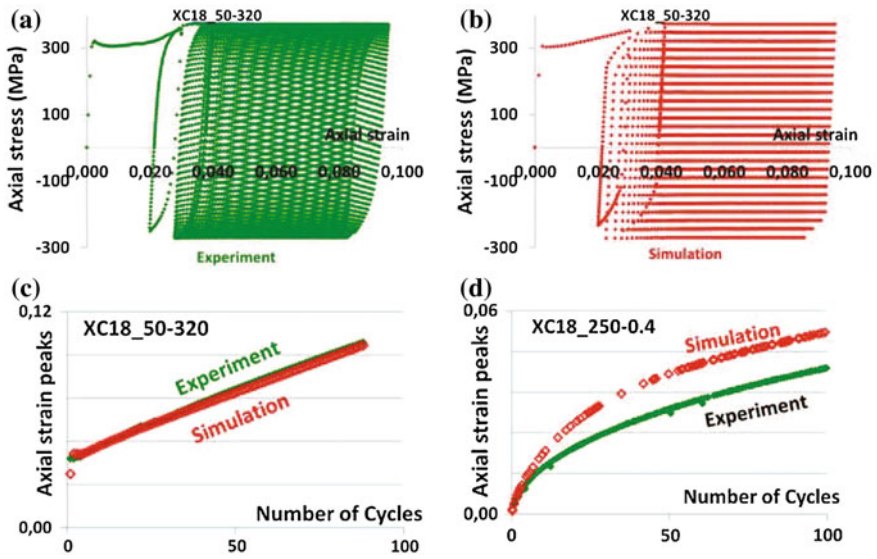 (a)
XC18_50-320
300
100
-100
-300
Axial stress (MPa)
Axial strain
0,000 0,020 0,040 0,060 0,080 0,100
Experiment
(b)
XC18_50-320
300
100
-100
-300
Axial stress (MPa)
Axial strain
0,000 0,020 0,040 0,060 0,080 0,100
Simulation
(c)
0,12
XC18_50-320
Axial strain peaks
Experiment
Simulation
Number of Cycles
0,00
0 50 100
(d)
0,06
XC18_250-0.4
Axial strain peaks
Simulation
Experiment
Number of Cycles
0,00
0 50 100